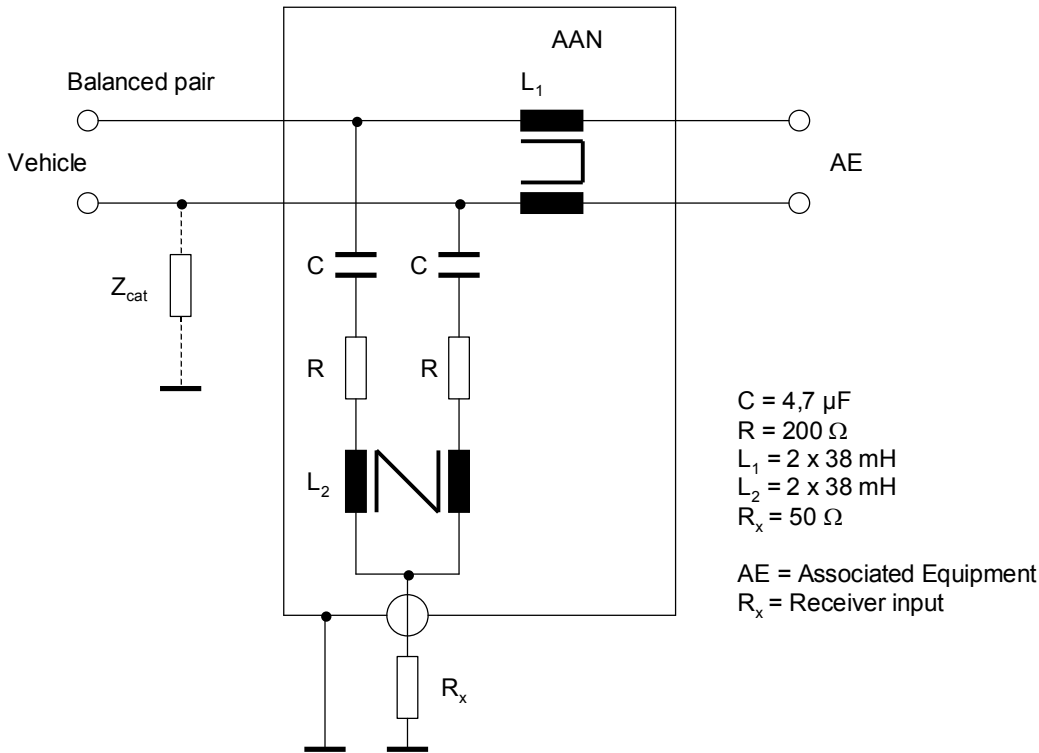 AAN
Balanced pair
L₁
Vehicle
AE
C
C
Z_cat
R
R
L₂
C = 4,7 µF
R = 200 Ω
L₁ = 2 x 38 mH
L₂ = 2 x 38 mH
Rₓ = 50 Ω
AE = Associated Equipment
Rₓ = Receiver input
Rₓ